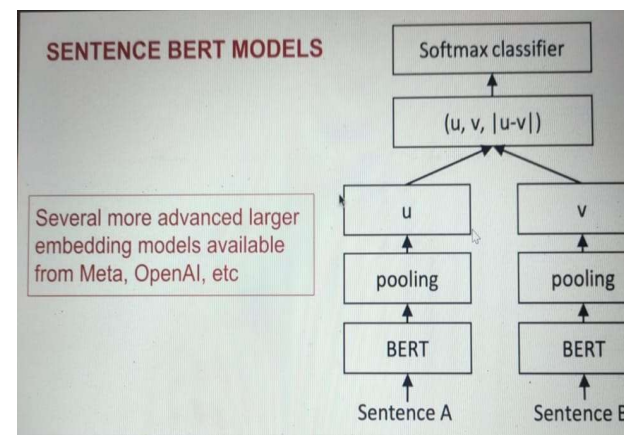 SENTENCE BERT MODELS
Softmax classifier
(u, v, |u-v|)
Several more advanced larger
embedding models available
from Meta, OpenAI, etc
u
v
pooling
pooling
BERT
BERT
Sentence A
Sentence